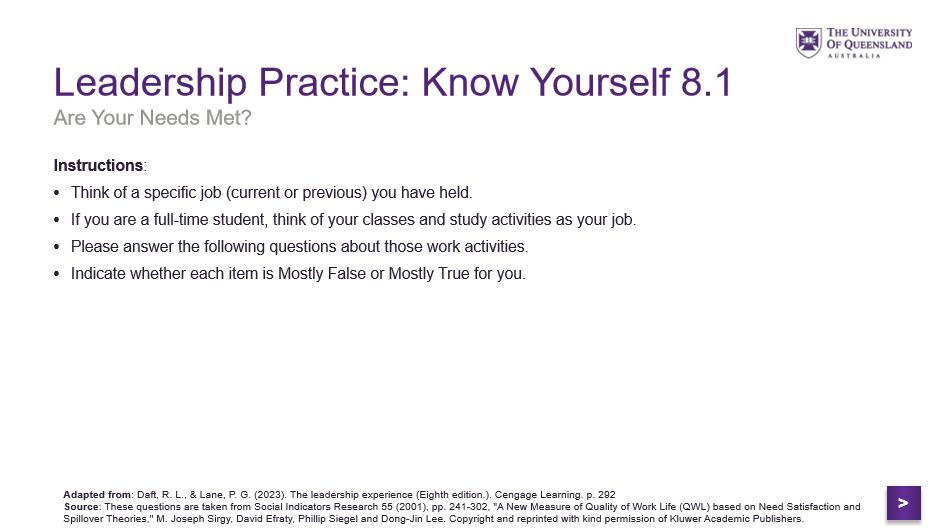 THE UNIVERSITY
OF QUEENSLAND
AUSTRALIA
Leadership Practice: Know Yourself 8.1
Are Your Needs Met?
Instructions:
• Think of a specific job (current or previous) you have held.
• If you are a full-time student, think of your classes and study activities as your job.
• Please answer the following questions about those work activities.
• Indicate whether each item is Mostly False or Mostly True for you.
Adapted from: Daft, R. L., & Lane, P. G. (2023). The leadership experience (Eighth edition.). Cengage Learning. p. 292
Source: These questions are taken from Social Indicators Research 55 (2001), pp. 241-302, "A New Measure of Quality of Work Life (QWL) based on Need Satisfaction and
Spillover Theories," M. Joseph Sirgy, David Efraty, Phillip Siegel and Dong-Jin Lee. Copyright and reprinted with kind permission of Kluwer Academic Publishers.
>